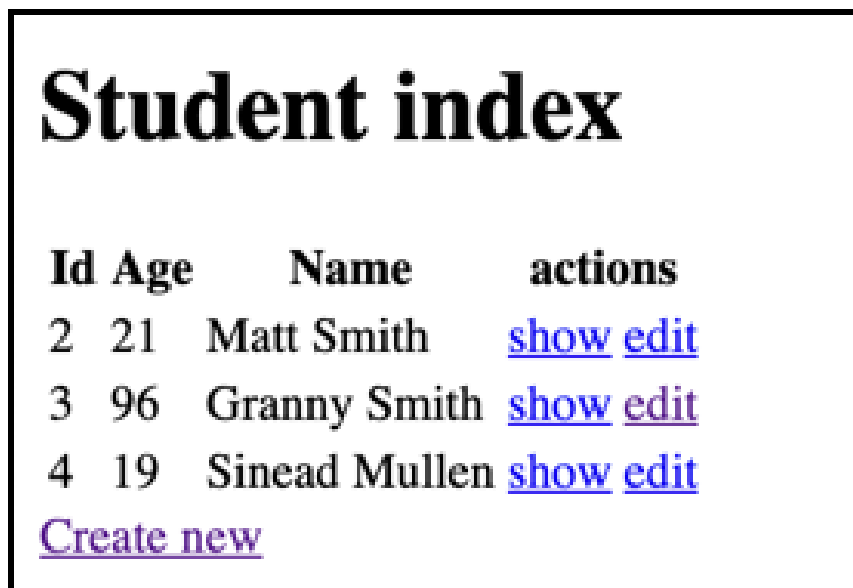 Student index
Id Age Name actions
2 21 Matt Smith show edit
3 96 Granny Smith show edit
4 19 Sinead Mullen show edit
Create new